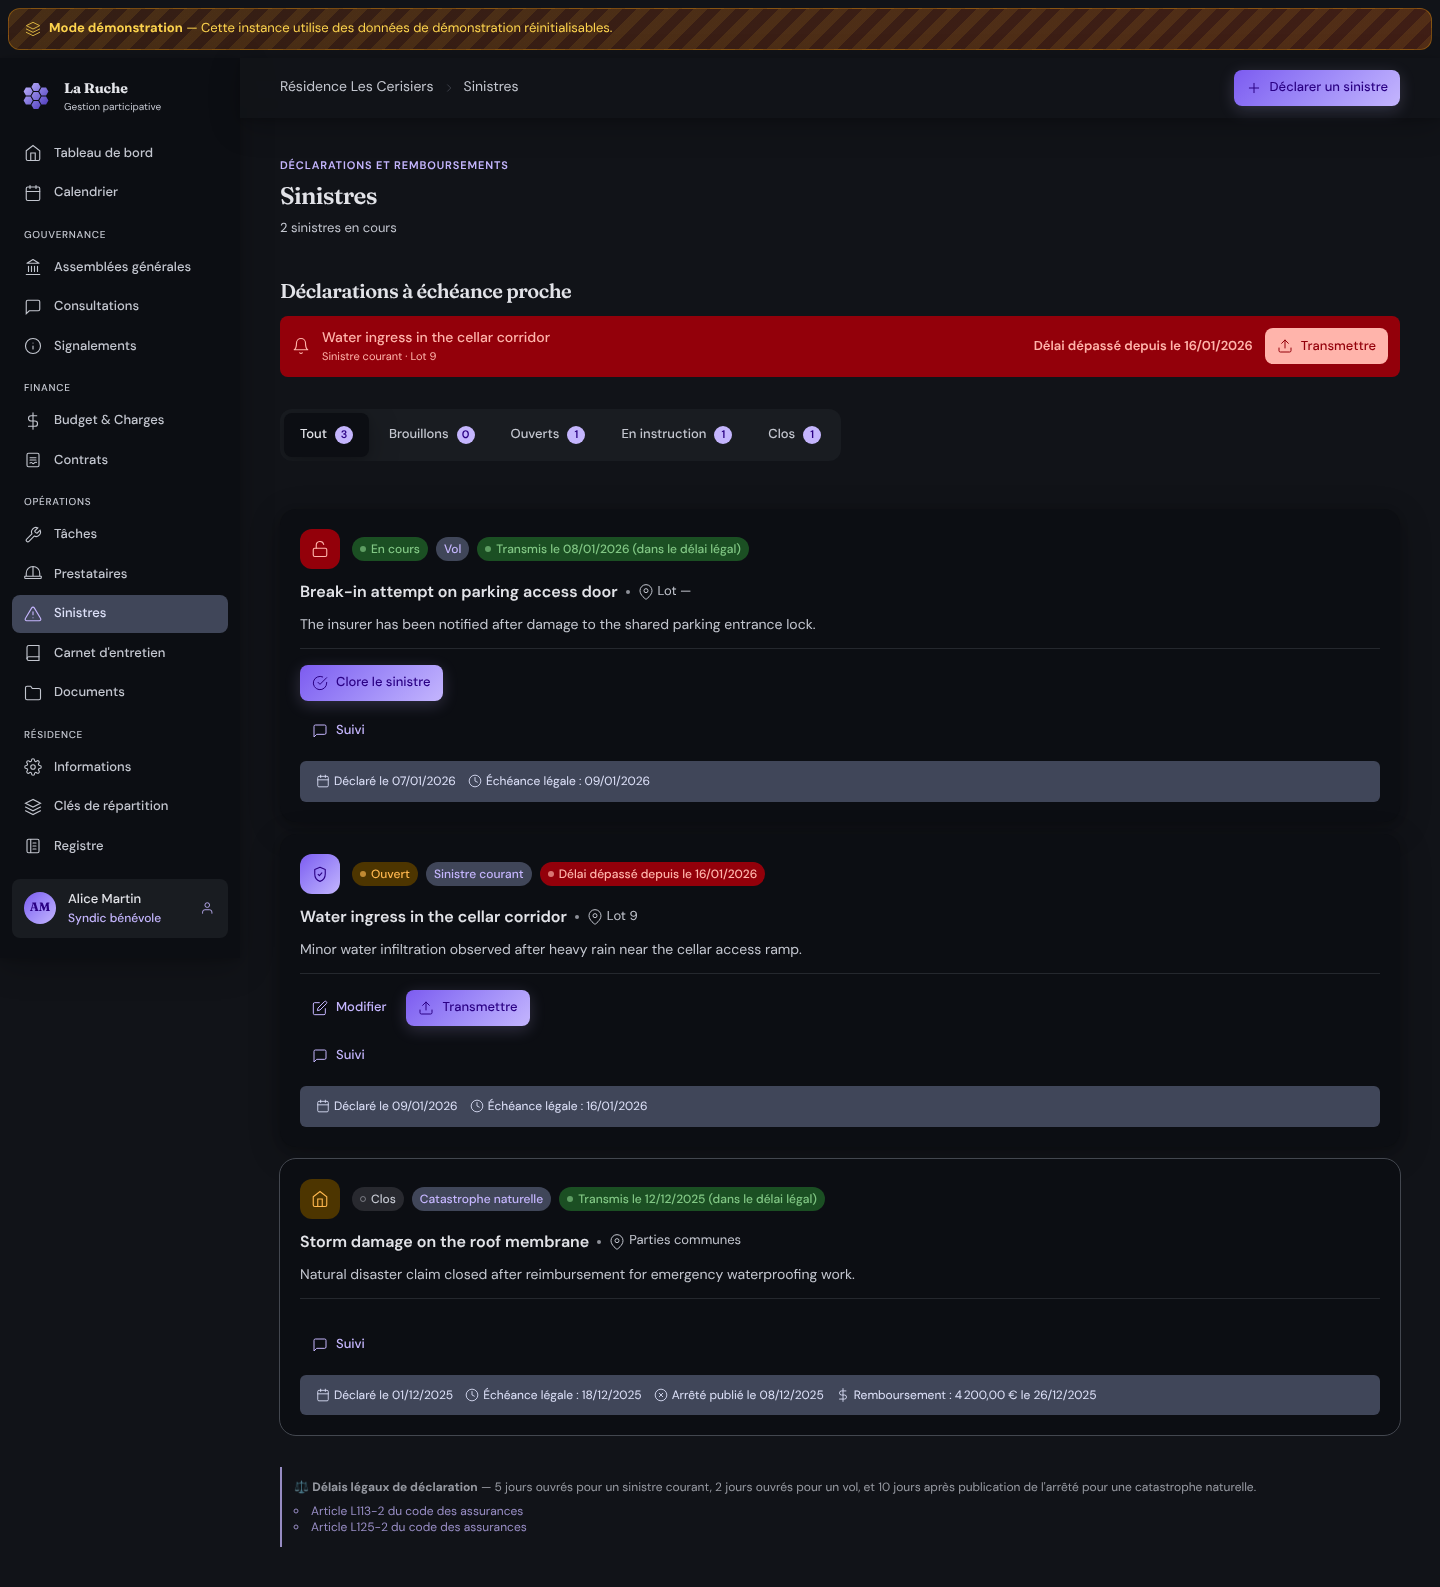 Mode démonstration — Cette instance utilise des données de démonstration réinitialisables.
La Ruche
Gestion participative
Tableau de bord
Calendrier
GOUVERNANCE
Assemblées générales
Consultations
Signalements
FINANCE
Budget & Charges
Contrats
OPÉRATIONS
Tâches
Prestataires
Sinistres
Carnet d'entretien
Documents
RÉSIDENCE
Informations
Clés de répartition
Registre
AM
Alice Martin
Syndic bénévole
Résidence Les Cerisiers > Sinistres
Déclarer un sinistre
DÉCLARATIONS ET REMBOURSEMENTS
Sinistres
2 sinistres en cours
Déclarations à échéance proche
Water ingress in the cellar corridor
Sinistre courant · Lot 9
Délai dépassé depuis le 16/01/2026
Transmettre
Tout 3 Brouillons 0 Ouverts 1 En instruction 1 Clos 1
En cours Vol Transmis le 08/01/2026 (dans le délai légal)
Break-in attempt on parking access door • Lot —
The insurer has been notified after damage to the shared parking entrance lock.
Clore le sinistre
Suivi
Déclaré le 07/01/2026 Échéance légale : 09/01/2026
Ouvert Sinistre courant Délai dépassé depuis le 16/01/2026
Water ingress in the cellar corridor • Lot 9
Minor water infiltration observed after heavy rain near the cellar access ramp.
Modifier Transmettre
Suivi
Déclaré le 09/01/2026 Échéance légale : 16/01/2026
Clos Catastrophe naturelle Transmis le 12/12/2025 (dans le délai légal)
Storm damage on the roof membrane • Parties communes
Natural disaster claim closed after reimbursement for emergency waterproofing work.
Suivi
Déclaré le 01/12/2025 Échéance légale : 18/12/2025 Arrêté publié le 08/12/2025 Remboursement : 4 200,00 € le 26/12/2025
⚖️ Délais légaux de déclaration — 5 jours ouvrés pour un sinistre courant, 2 jours ouvrés pour un vol, et 10 jours après publication de l'arrêté pour une catastrophe naturelle.
Article L113-2 du code des assurances
Article L125-2 du code des assurances